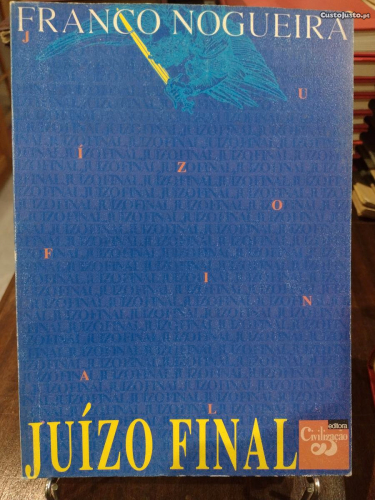 CustoJusto.pt
FRANCO NOGUEIRA
J
U
Í
Z
O
F
I
N
A
L
JUÍZO FINAL
editora
Civilização